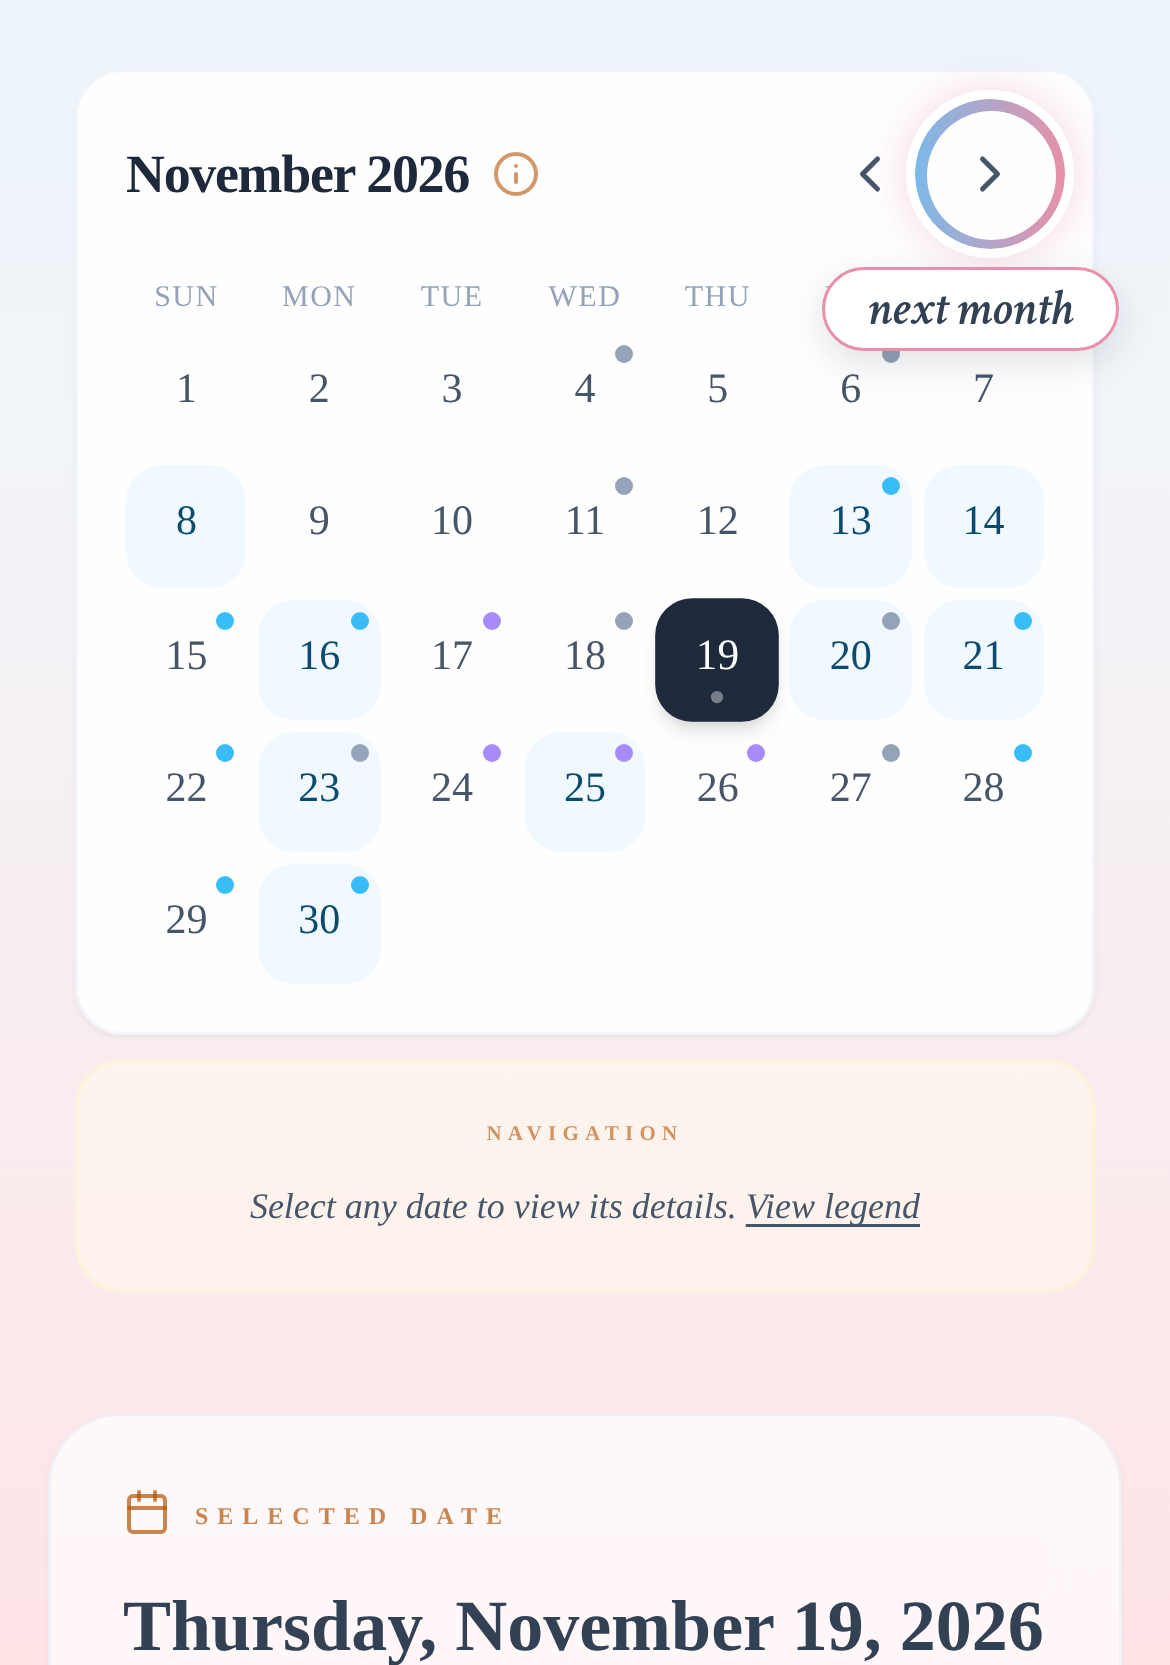 November 2026
SUN MON TUE WED THU
next month
1 2 3 4 5 6 7
8 9 10 11 12 13 14
15 16 17 18 19 20 21
22 23 24 25 26 27 28
29 30
NAVIGATION
Select any date to view its details. View legend
SELECTED DATE
Thursday, November 19, 2026